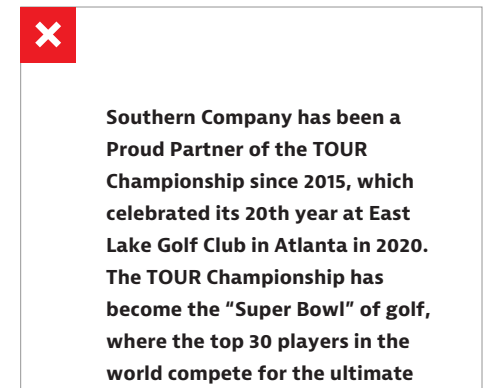 Southern Company has been a
Proud Partner of the TOUR
Championship since 2015, which
celebrated its 20th year at East
Lake Golf Club in Atlanta in 2020.
The TOUR Championship has
become the “Super Bowl” of golf,
where the top 30 players in the
world compete for the ultimate